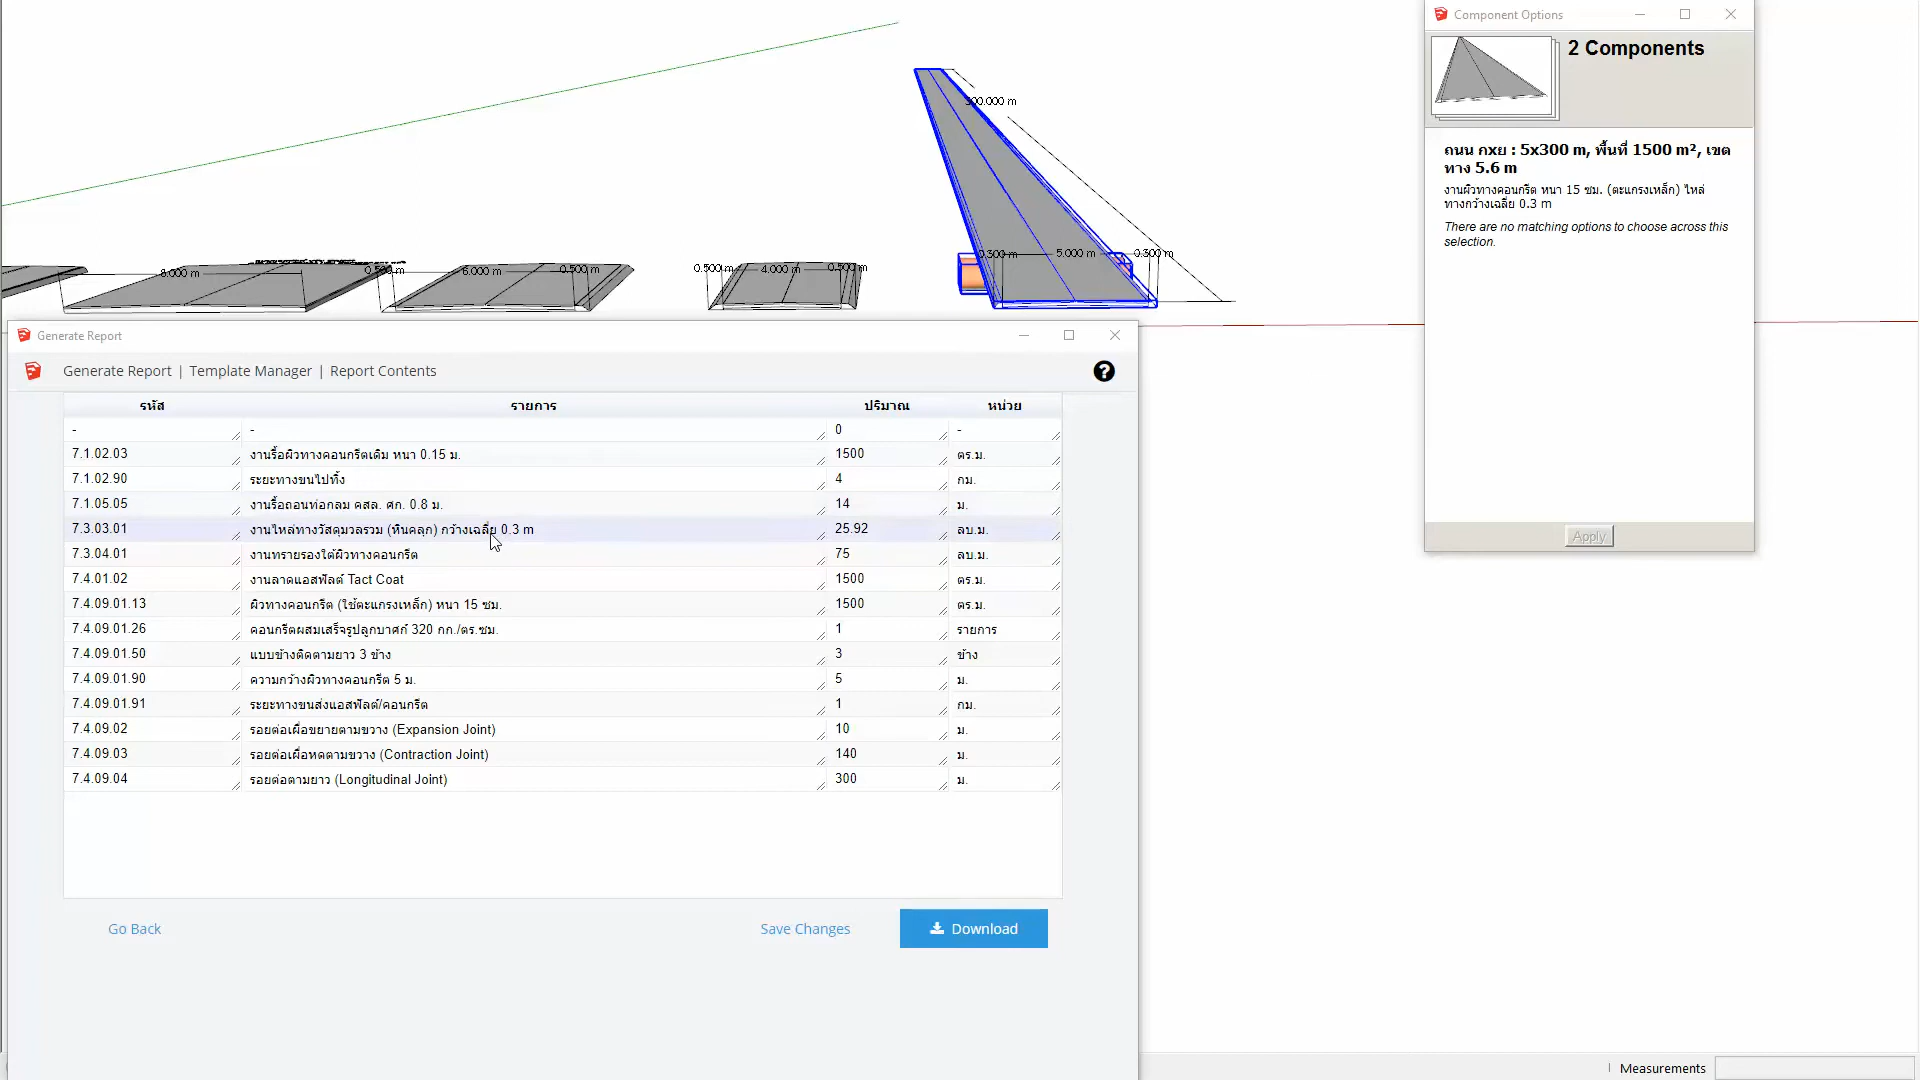 Component Options
2 Components
ถนน กxย : 5x300 m, พื้นที่ 1500 m², เขต
ทาง 5.6 m
งานผิวทางคอนกรีต หนา 15 ซม. (ตะแกรงเหล็ก) ไหล่
ทางกว้างเฉลี่ย 0.3 m
There are no matching options to choose across this
selection.
Apply
300.000 m
0.300 m
5.000 m
0.300 m
8.000 m
0.500 m
6.000 m
0.500 m
0.500 m
4.000 m
0.500 m
Generate Report
Generate Report | Template Manager | Report Contents
?
รหัส รายการ ปริมาณ หน่วย
- - 0 -
7.1.02.03 งานรื้อผิวทางคอนกรีตเดิม หนา 0.15 ม. 1500 ตร.ม.
7.1.02.90 ระยะทางขนไปทิ้ง 4 กม.
7.1.05.05 งานรื้อถอนท่อกลม คสล. ศก. 0.8 ม. 14 ม.
7.3.03.01 งานไหล่ทางวัสดุมวลรวม (หินคลุก) กว้างเฉลี่ย 0.3 m 25.92 ลบ.ม.
7.3.04.01 งานทรายรองใต้ผิวทางคอนกรีต 75 ลบ.ม.
7.4.01.02 งานลาดแอสฟัลต์ Tact Coat 1500 ตร.ม.
7.4.09.01.13 ผิวทางคอนกรีต (ใช้ตะแกรงเหล็ก) หนา 15 ซม. 1500 ตร.ม.
7.4.09.01.26 คอนกรีตผสมเสร็จรูปลูกบาศก์ 320 กก./ตร.ซม. 1 รายการ
7.4.09.01.50 แบบข้างติดตามยาว 3 ข้าง 3 ข้าง
7.4.09.01.90 ความกว้างผิวทางคอนกรีต 5 ม. 5 ม.
7.4.09.01.91 ระยะทางขนส่งแอสฟัลต์/คอนกรีต 1 กม.
7.4.09.02 รอยต่อเผื่อขยายตามขวาง (Expansion Joint) 10 ม.
7.4.09.03 รอยต่อเผื่อหดตามขวาง (Contraction Joint) 140 ม.
7.4.09.04 รอยต่อตามยาว (Longitudinal Joint) 300 ม.
Go Back
Save Changes
Download
Measurements